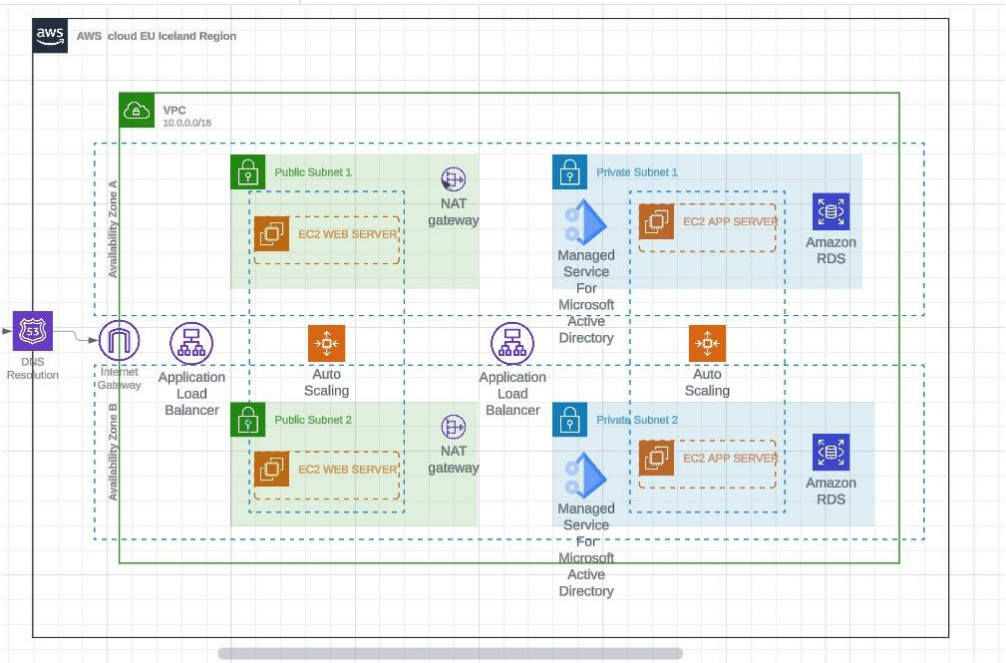 aws
AWS cloud EU Iceland Region
VPC
10.0.0.0/16
Availability Zone A
Public Subnet 1
EC2 WEB SERVER
NAT
gateway
Private Subnet 1
Managed
Service
For
Microsoft
Active
Directory
EC2 APP SERVER
Amazon
RDS
53
DNS
Resolution
Internet
Gateway
Application
Load
Balancer
Auto
Scaling
Application
Load
Balancer
Auto
Scaling
Availability Zone B
Public Subnet 2
EC2 WEB SERVER
NAT
gateway
Private Subnet 2
Managed
Service
For
Microsoft
Active
Directory
EC2 APP SERVER
Amazon
RDS